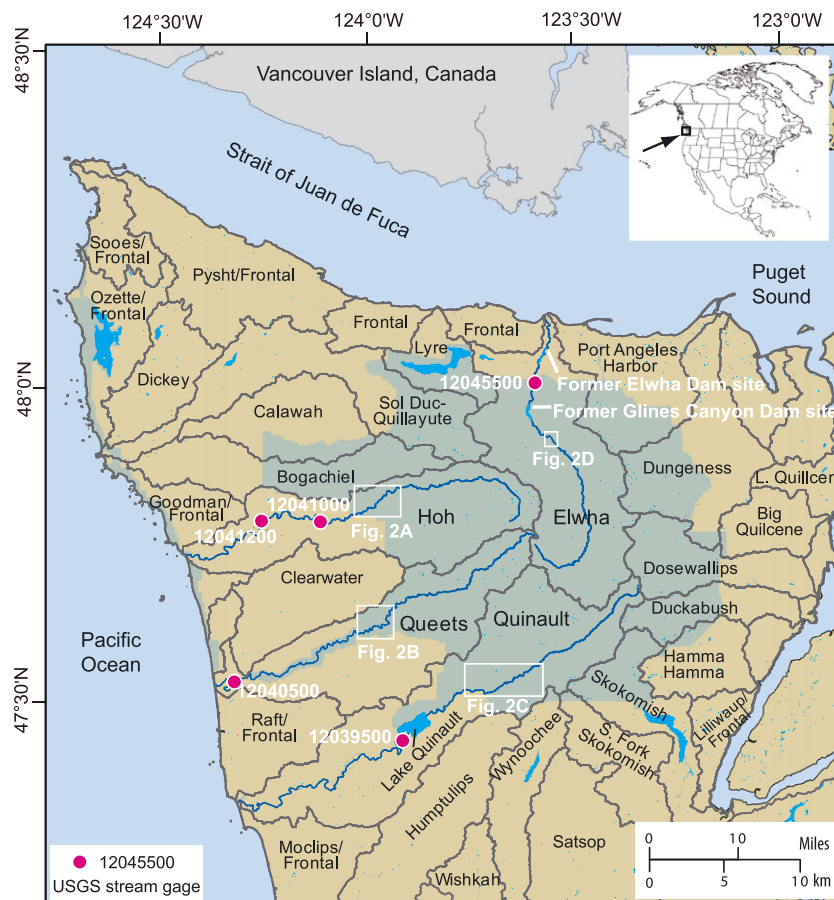 124°30'W
124°00'W
123°30'W
123°00'W
48°30'N
48°00'N
47°30'N
Vancouver Island, Canada
Strait of Juan de Fuca
Puget
Sound
Pacific
Ocean
Sooes/
Frontal
Ozette/
Frontal
Pysht/Frontal
Frontal
Frontal
Lyre
Port Angeles
Harbor
12045500
Former Elwha Dam site
Former Glines Canyon Dam site
Dickey
Calawah
Sol Duc-
Quillayute
Fig. 2D
Bogachiel
Dungeness
L. Quilcen
Goodman/
Frontal
12041000
12041200
Fig. 2A
Hoh
Elwha
Big
Quilcene
Clearwater
Dosewallips
Queets
Quinault
Duckabush
Fig. 2B
Hamma
Hamma
12040500
Fig. 2C
Skokomish
Raft/
Frontal
12039500
Lake Quinault
Wynoochee
S. Fork
Skokomish
Lilliwaup/
Frontal
Humptulips
Moclips/
Frontal
Satsop
Wishkah
12045500
USGS stream gage
0 10 Miles
0 5 10 km